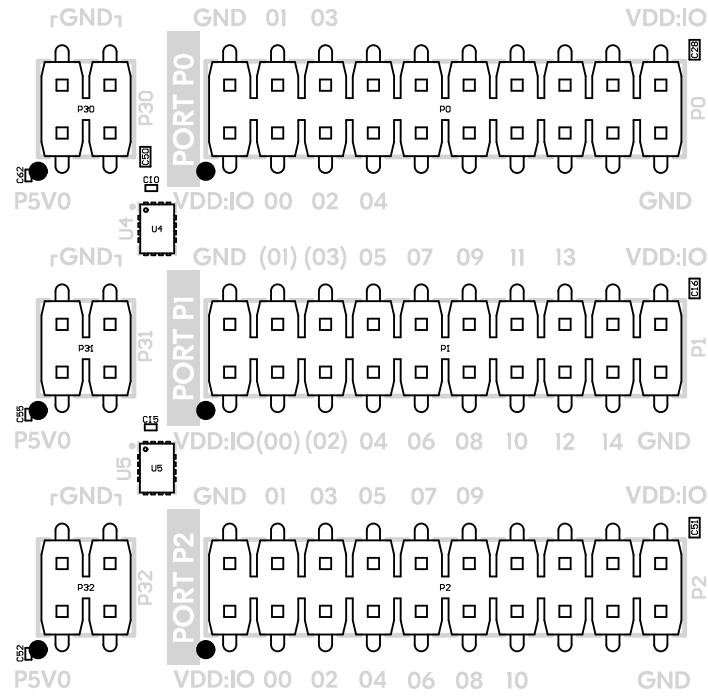 ┌GND┐ GND 01 03 VDD:IO
C28
P30 P30 PORT P0 P0 P0
C50
C62 C10
P5V0 VDD:IO 00 02 04 GND
U4 U4
┌GND┐ GND (01) (03) 05 07 09 11 13 VDD:IO
C16
P31 P31 PORT P1 P1 P1
C55 C15
P5V0 VDD:IO (00) (02) 04 06 08 10 12 14 GND
U5 U5
┌GND┐ GND 01 03 05 07 09 VDD:IO
C51
P32 P32 PORT P2 P2 P2
C52
P5V0 VDD:IO 00 02 04 06 08 10 GND